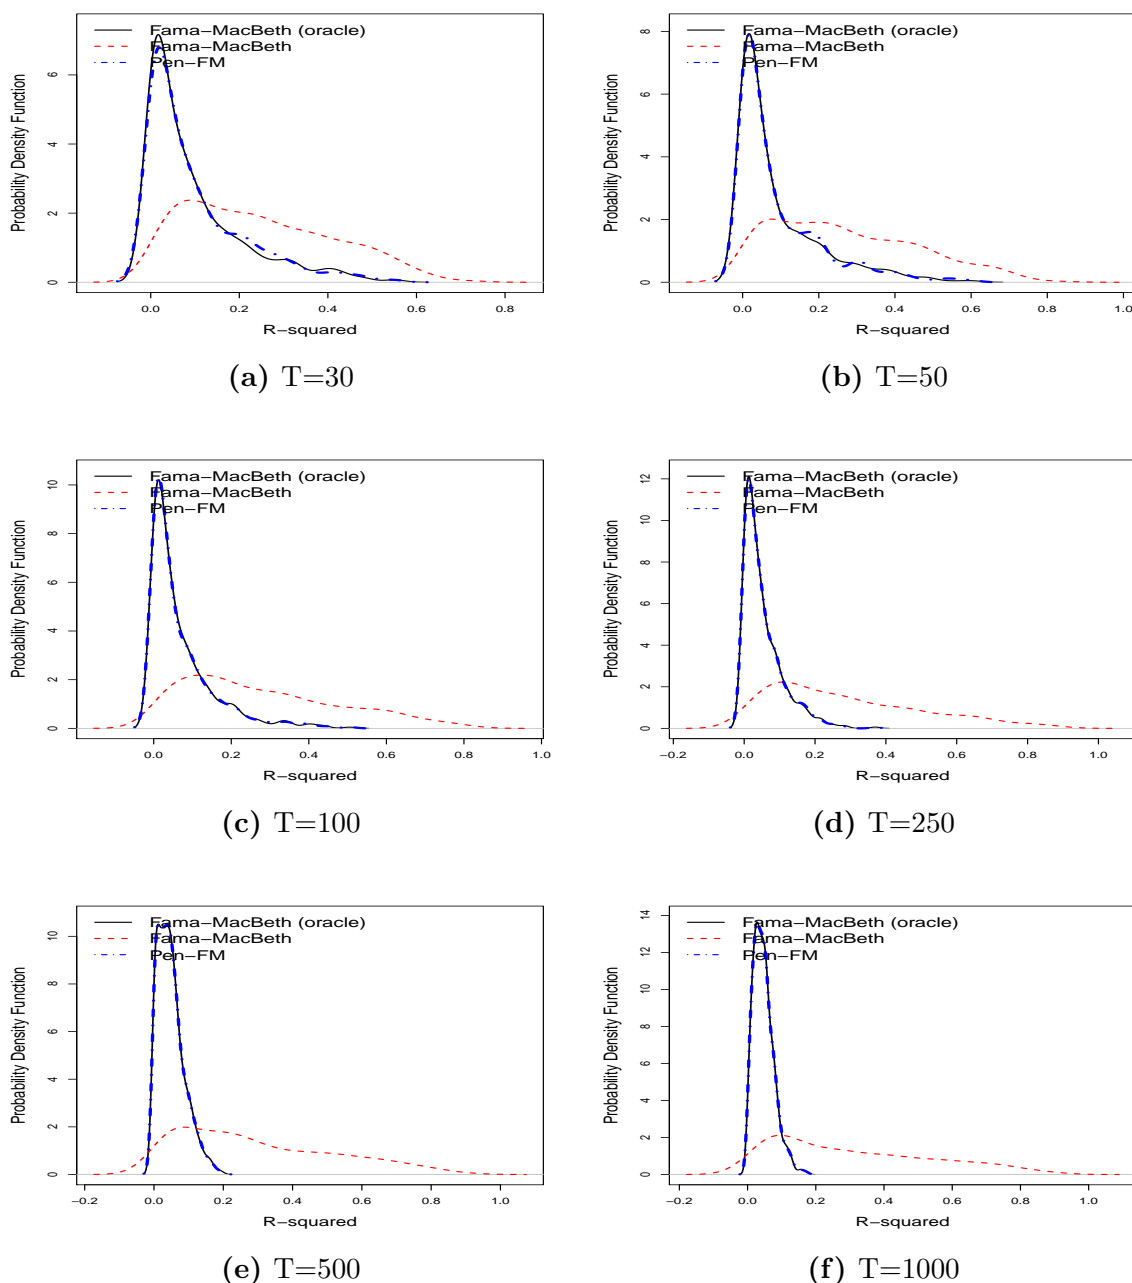 Fama−MacBeth (oracle)
Fama−MacBeth
Pen−FM
Probability Density Function
0 2 4 6
0.0 0.2 0.4 0.6 0.8
R−squared
(a) T=30
Fama−MacBeth (oracle)
Fama−MacBeth
Pen−FM
Probability Density Function
0 2 4 6 8
0.0 0.2 0.4 0.6 0.8 1.0
R−squared
(b) T=50
Fama−MacBeth (oracle)
Fama−MacBeth
Pen−FM
Probability Density Function
0 2 4 6 8 10
0.0 0.2 0.4 0.6 0.8 1.0
R−squared
(c) T=100
Fama−MacBeth (oracle)
Fama−MacBeth
Pen−FM
Probability Density Function
0 2 4 6 8 10 12
−0.2 0.0 0.2 0.4 0.6 0.8 1.0
R−squared
(d) T=250
Fama−MacBeth (oracle)
Fama−MacBeth
Pen−FM
Probability Density Function
0 2 4 6 8 10
−0.2 0.0 0.2 0.4 0.6 0.8 1.0
R−squared
(e) T=500
Fama−MacBeth (oracle)
Fama−MacBeth
Pen−FM
Probability Density Function
0 2 4 6 8 10 12 14
−0.2 0.0 0.2 0.4 0.6 0.8 1.0
R−squared
(f) T=1000